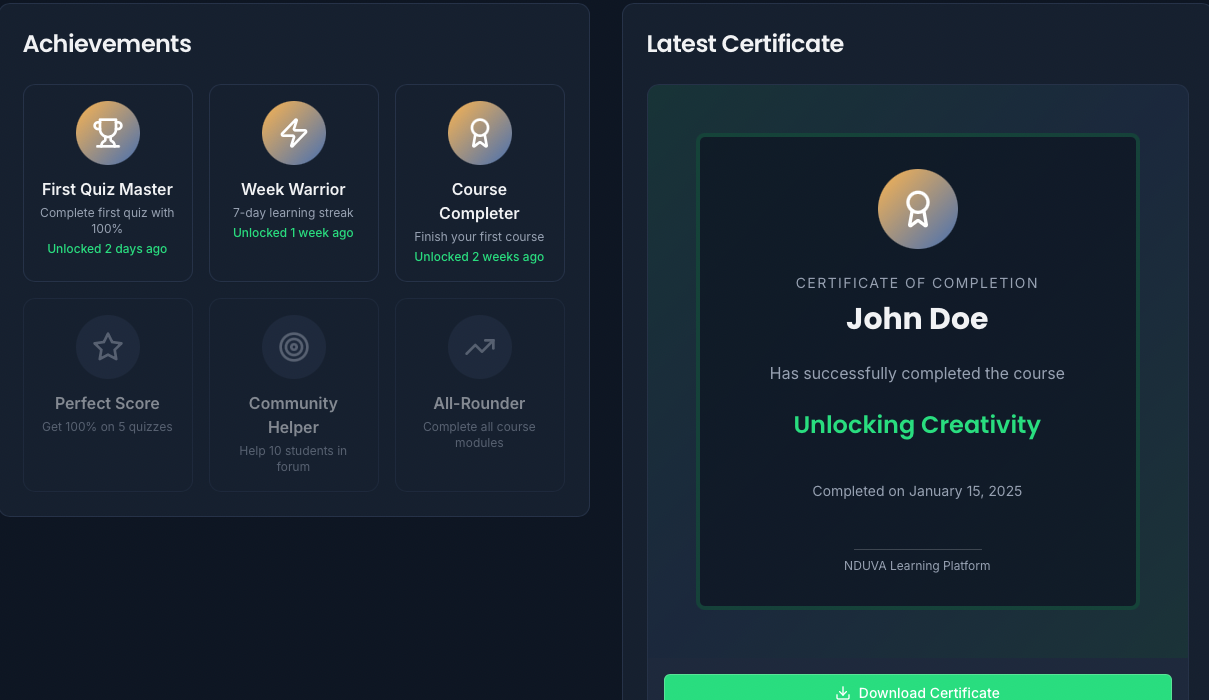 Achievements
First Quiz Master
Complete first quiz with
100%
Unlocked 2 days ago
Week Warrior
7-day learning streak
Unlocked 1 week ago
Course
Completer
Finish your first course
Unlocked 2 weeks ago
Perfect Score
Get 100% on 5 quizzes
Community
Helper
Help 10 students in
forum
All-Rounder
Complete all course
modules
Latest Certificate
CERTIFICATE OF COMPLETION
John Doe
Has successfully completed the course
Unlocking Creativity
Completed on January 15, 2025
NDUVA Learning Platform
Download Certificate